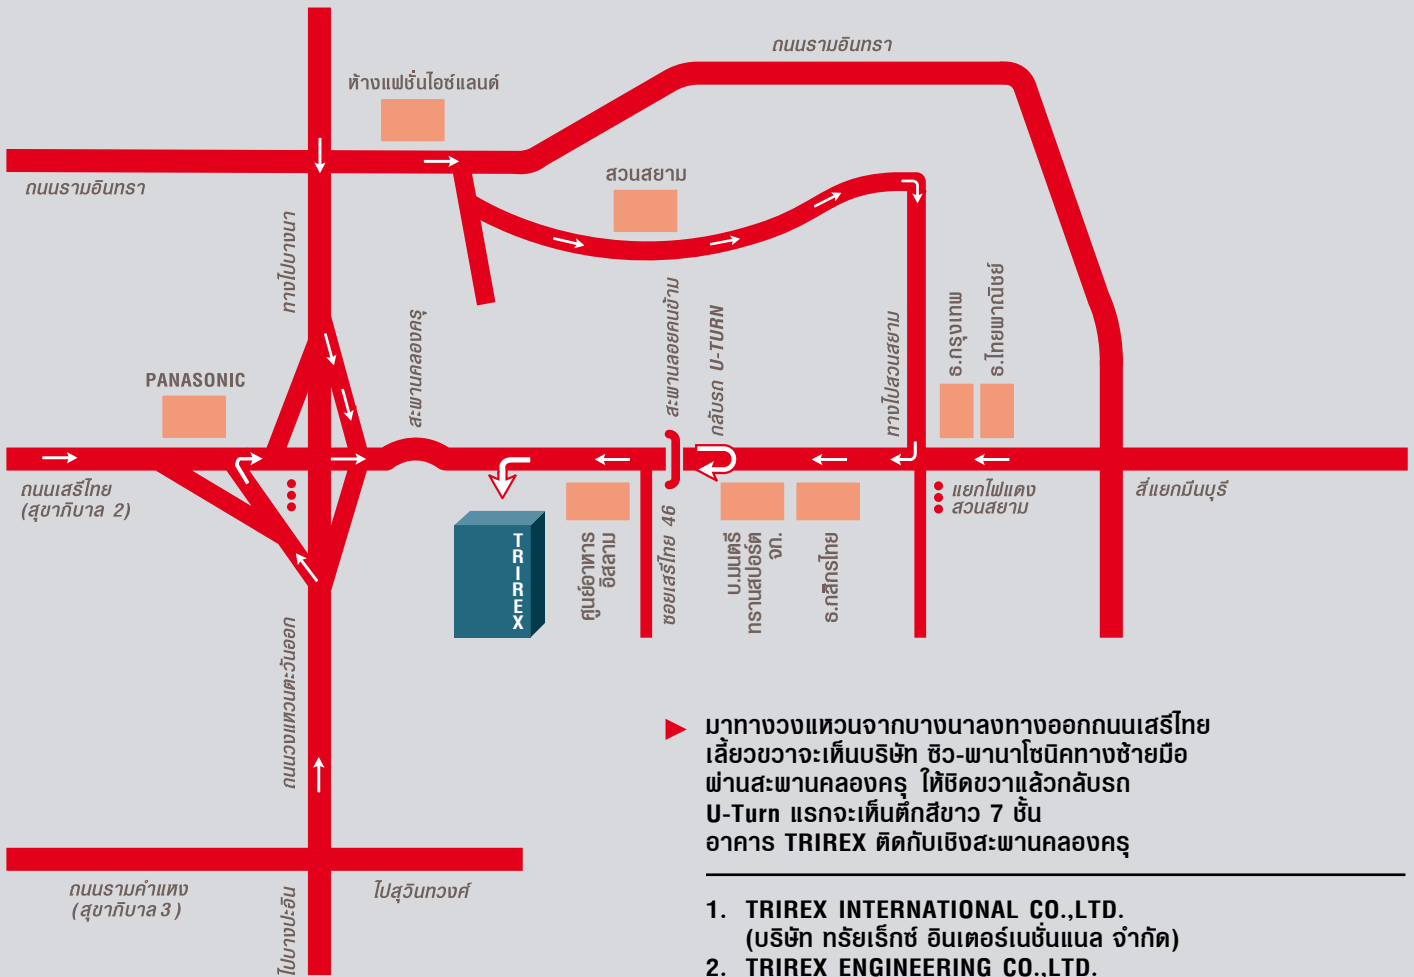 ถนนรามอินทรา
ห้างแฟชั่นไอซ์แลนด์
สวนสยาม
ถนนรามอินทรา
ทางไปบางนา
สะพานคลองครุ
สะพานลอยคนข้าม
กลับรถ U-TURN
ทางไปสวนสยาม
ธ.กรุงเทพ
ธ.ไทยพาณิชย์
PANASONIC
ถนนเสรีไทย
(สุขาภิบาล 2)
แยกไฟแดง
สวนสยาม
สี่แยกมีนบุรี
TRIREX
ศูนย์อาหาร
อิสลาม
ซอยเสรีไทย 46
บ.มนตรี
ทรานสปอร์ต
จก.
ธ.กสิกรไทย
ถนนวงแหวนตะวันออก
มาทางวงแหวนจากบางนาลงทางออกถนนเสรีไทย
เลี้ยวขวาจะเห็นบริษัท ซิว-พานาโซนิคทางซ้ายมือ
ผ่านสะพานคลองครุ ให้ชิดขวาแล้วกลับรถ
U-Turn แรกจะเห็นตึกสีขาว 7 ชั้น
อาคาร TRIREX ติดกับเชิงสะพานคลองครุ
ถนนรามคำแหง
(สุขาภิบาล 3)
ไปสุวินทวงศ์
ไปบางปะอิน
1. TRIREX INTERNATIONAL CO.,LTD.
(บริษัท ทรัยเร็กซ์ อินเตอร์เนชั่นแนล จำกัด)
2. TRIREX ENGINEERING CO.,LTD.